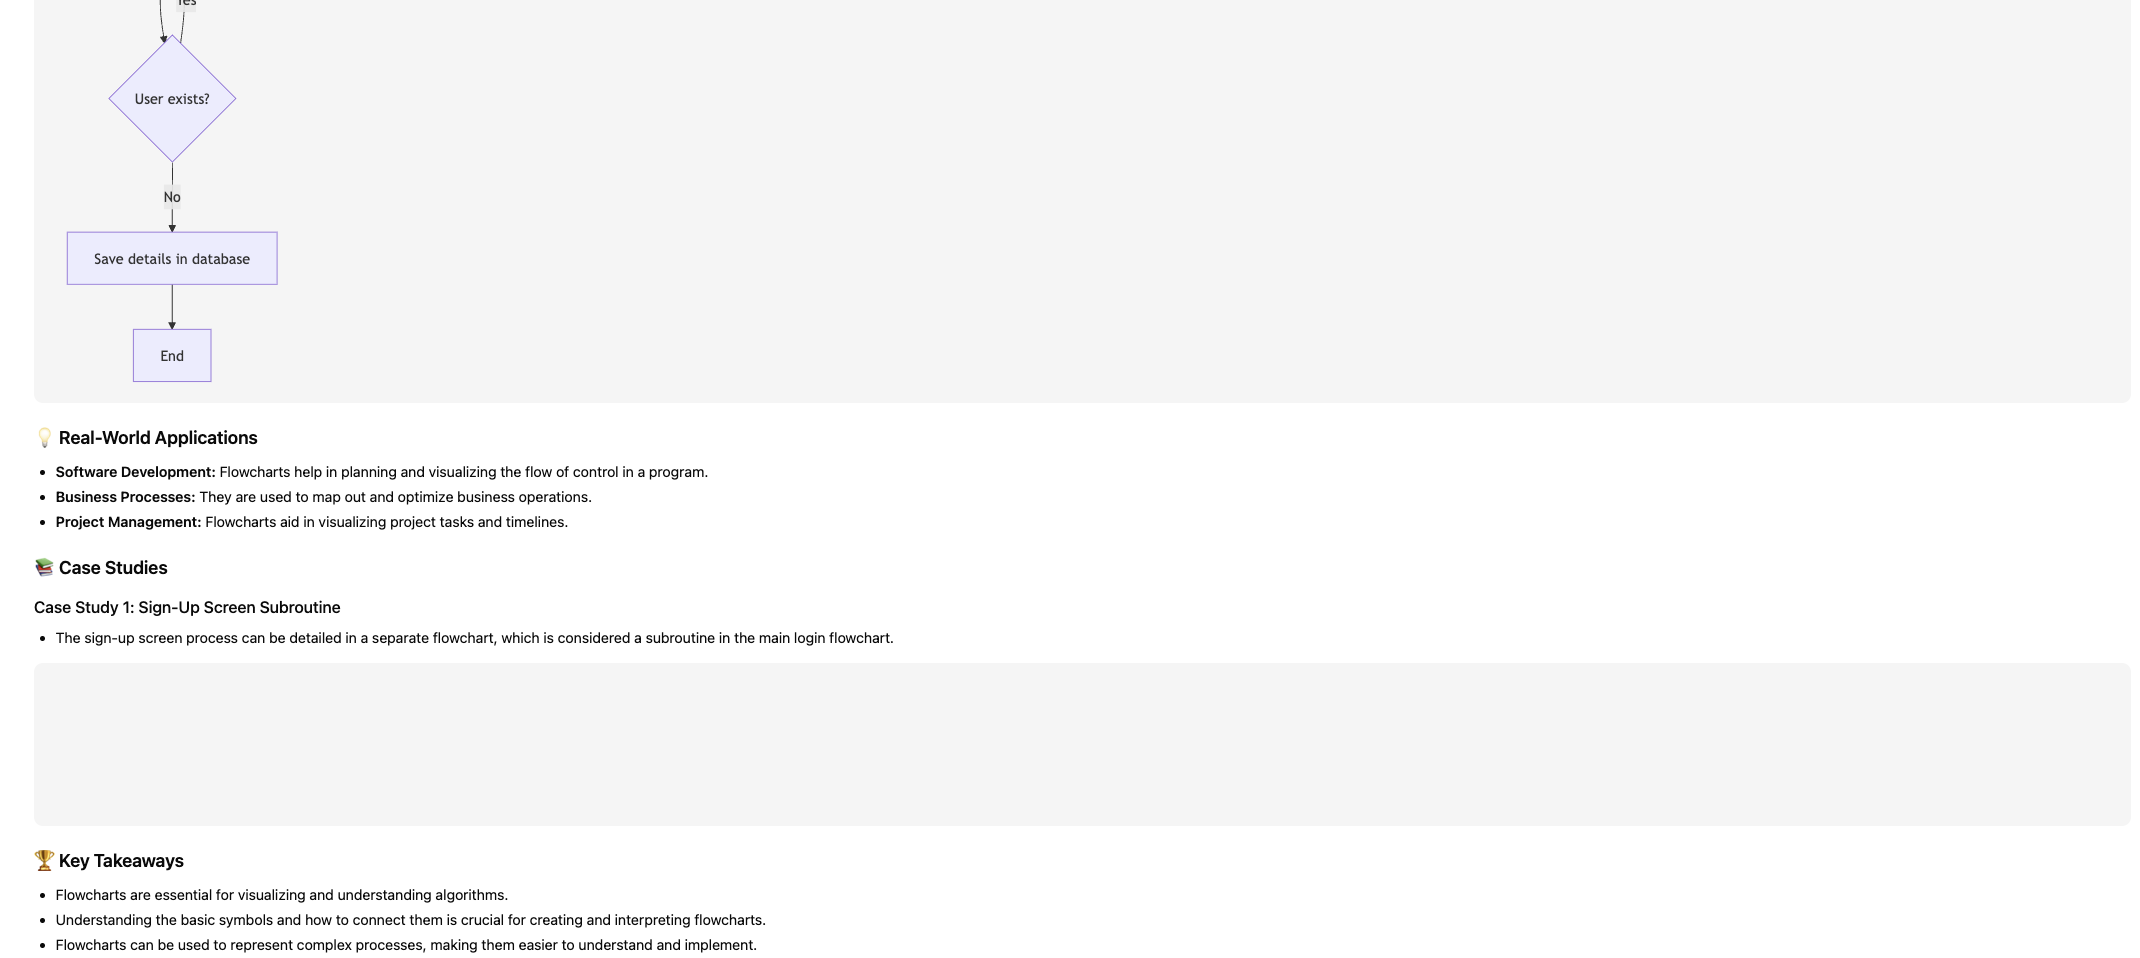 Yes
User exists?
No
Save details in database
End
Real-World Applications
Software Development: Flowcharts help in planning and visualizing the flow of control in a program.
Business Processes: They are used to map out and optimize business operations.
Project Management: Flowcharts aid in visualizing project tasks and timelines.
Case Studies
Case Study 1: Sign-Up Screen Subroutine
The sign-up screen process can be detailed in a separate flowchart, which is considered a subroutine in the main login flowchart.
Key Takeaways
Flowcharts are essential for visualizing and understanding algorithms.
Understanding the basic symbols and how to connect them is crucial for creating and interpreting flowcharts.
Flowcharts can be used to represent complex processes, making them easier to understand and implement.